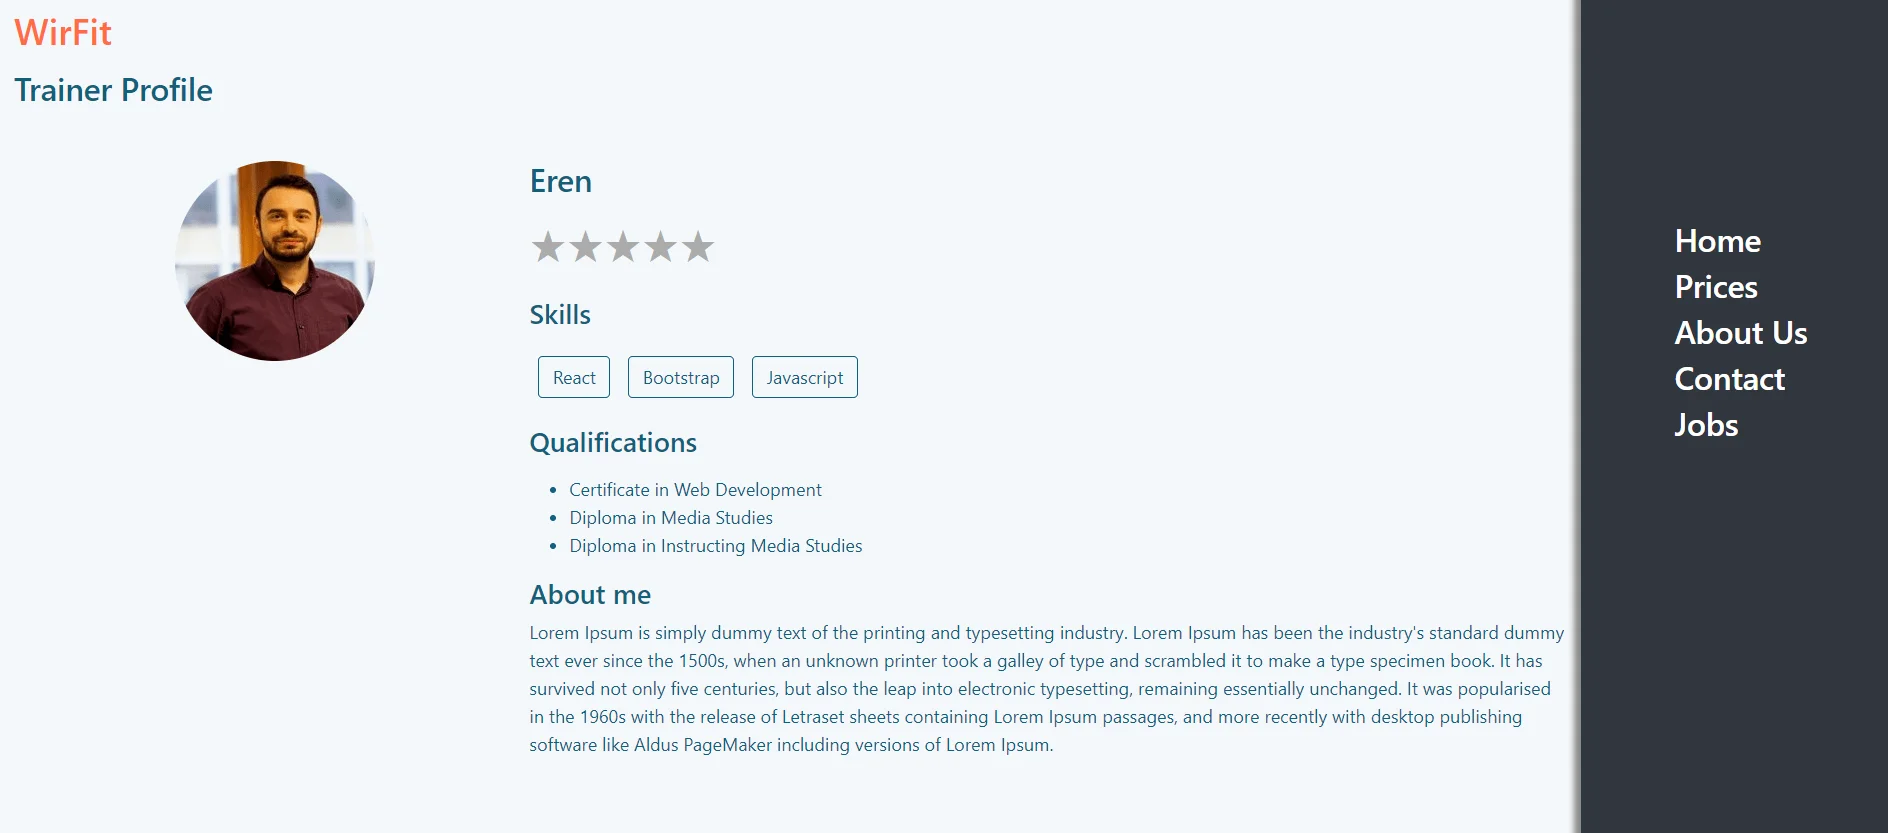 WirFit
Trainer Profile
Eren
Skills
React Bootstrap Javascript
Qualifications
• Certificate in Web Development
• Diploma in Media Studies
• Diploma in Instructing Media Studies
About me
Lorem Ipsum is simply dummy text of the printing and typesetting industry. Lorem Ipsum has been the industry's standard dummy
text ever since the 1500s, when an unknown printer took a galley of type and scrambled it to make a type specimen book. It has
survived not only five centuries, but also the leap into electronic typesetting, remaining essentially unchanged. It was popularised
in the 1960s with the release of Letraset sheets containing Lorem Ipsum passages, and more recently with desktop publishing
software like Aldus PageMaker including versions of Lorem Ipsum.
Home
Prices
About Us
Contact
Jobs